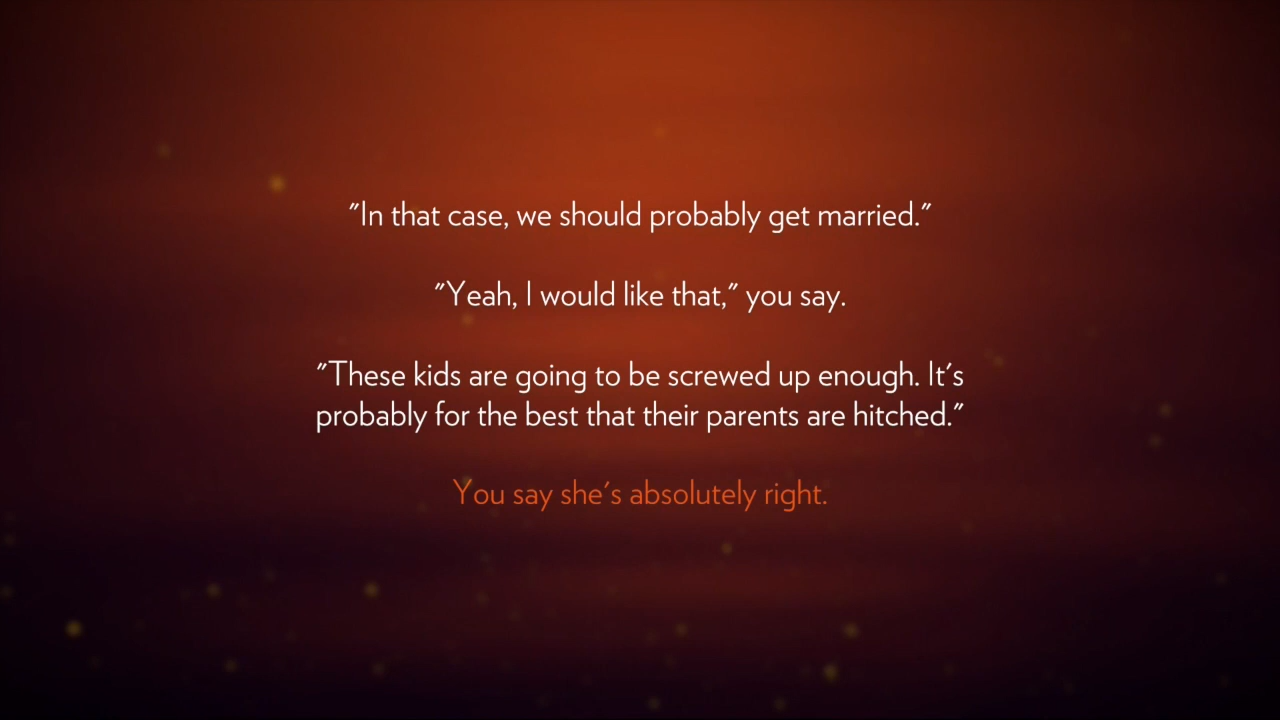 "In that case, we should probably get married."
"Yeah, I would like that," you say.
"These kids are going to be screwed up enough. It's
probably for the best that their parents are hitched."
You say she's absolutely right.